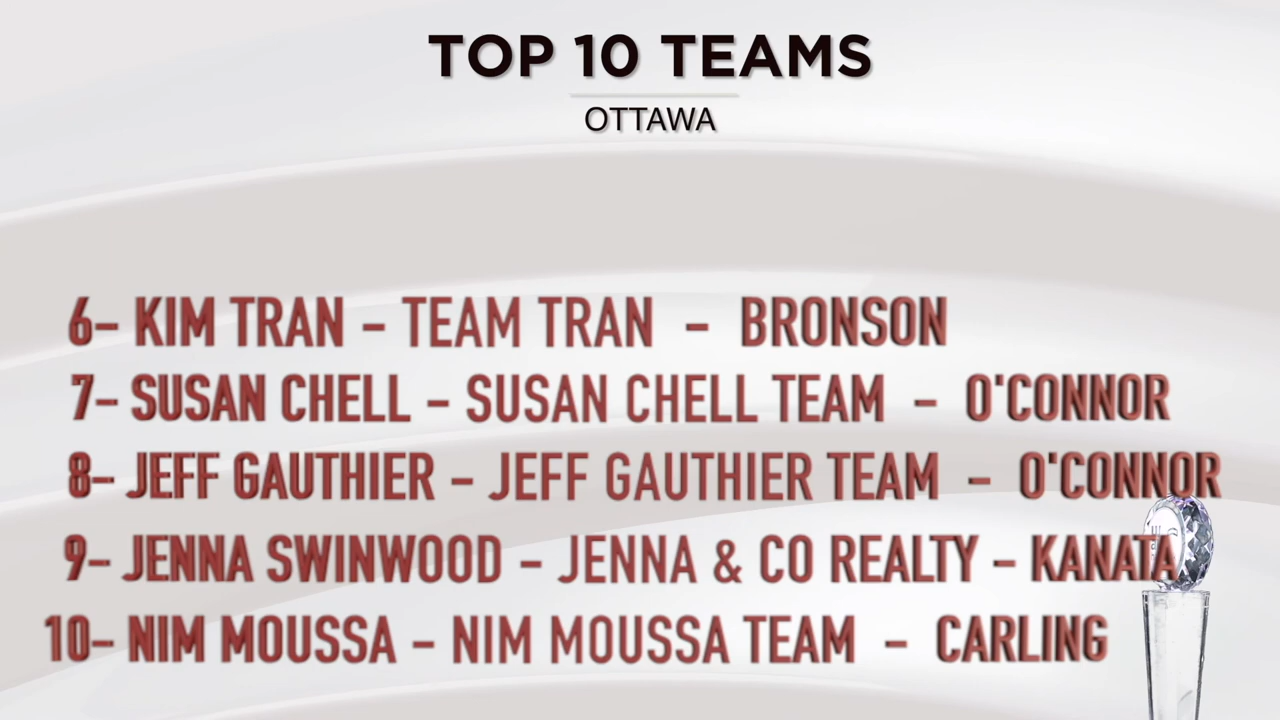 TOP 10 TEAMS
OTTAWA
6- KIM TRAN - TEAM TRAN - BRONSON
7- SUSAN CHELL - SUSAN CHELL TEAM - O'CONNOR
8- JEFF GAUTHIER - JEFF GAUTHIER TEAM - O'CONNOR
9- JENNA SWINWOOD - JENNA & CO REALTY - KANATA
10- NIM MOUSSA - NIM MOUSSA TEAM - CARLING